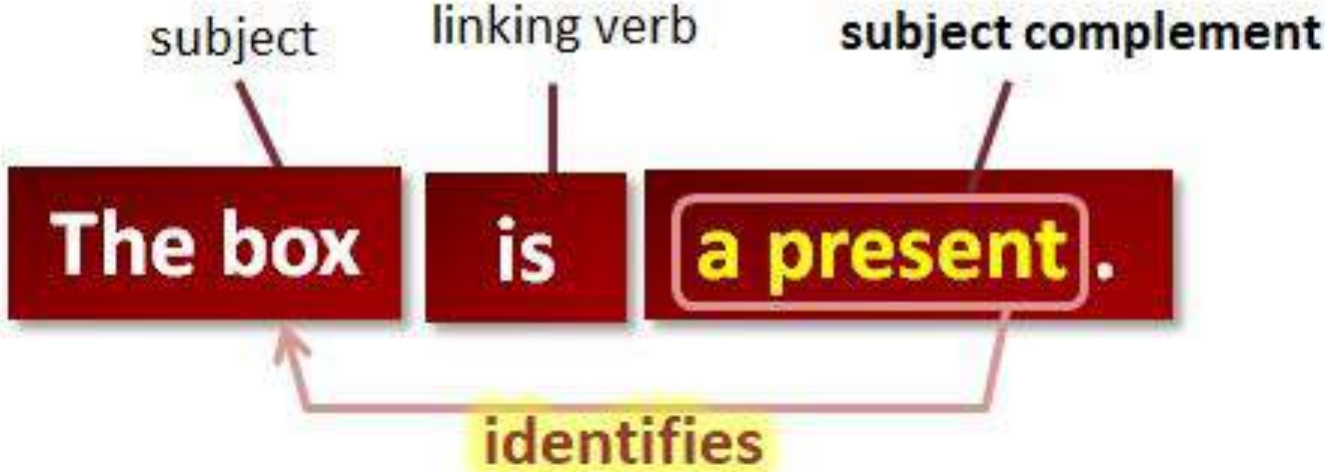 subject linking verb subject complement
The box is a present.
identifies